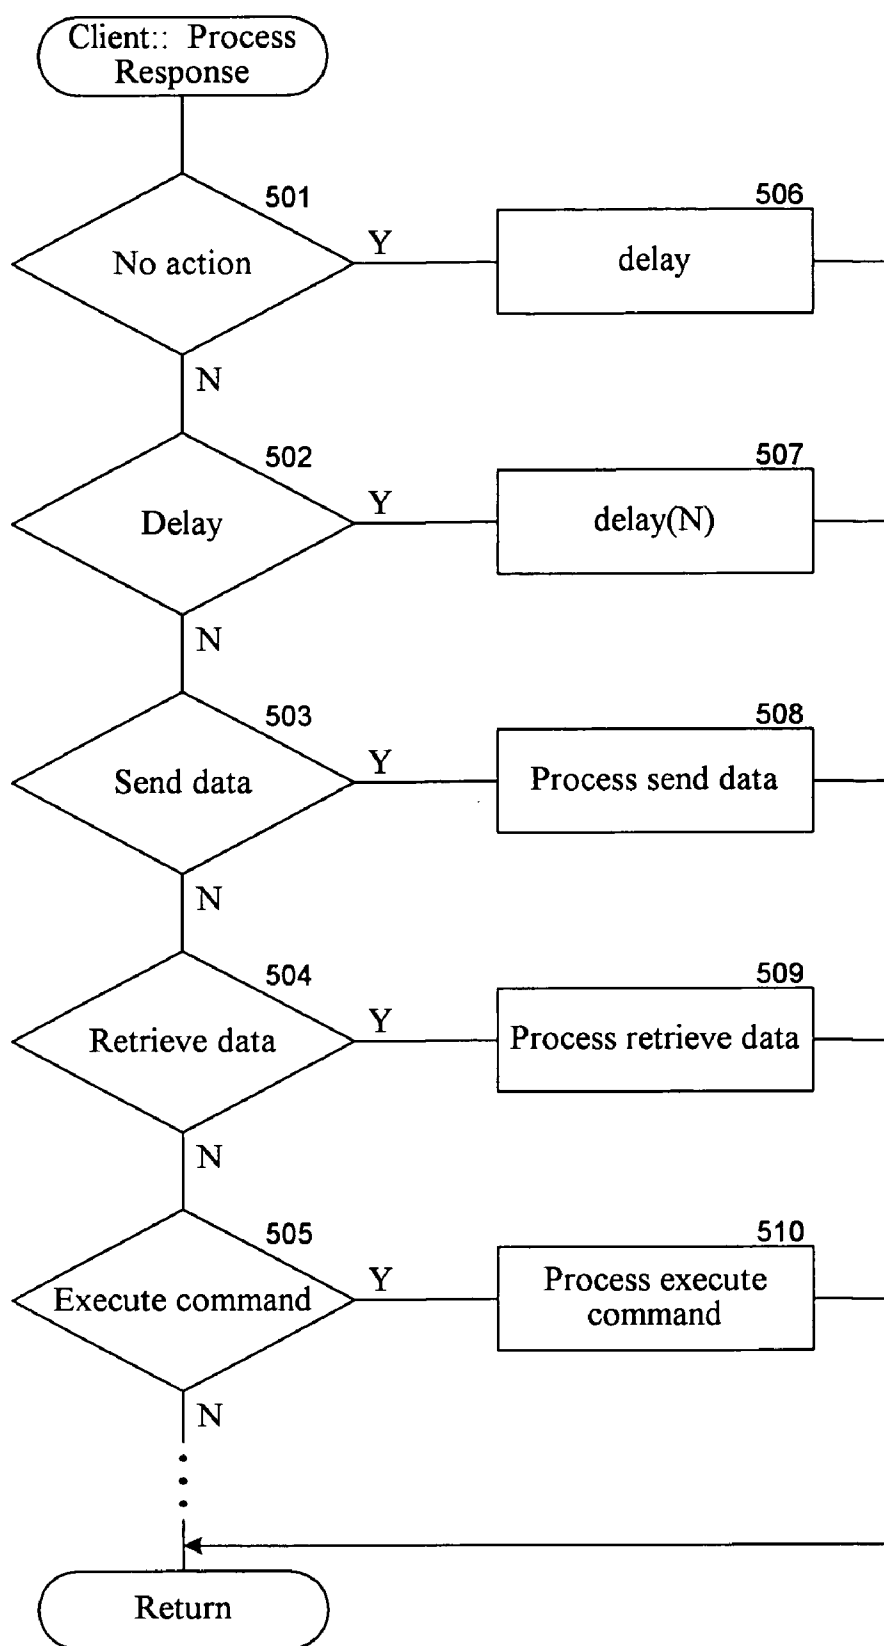 Client:: Process
Response
501
No action
Y
506
delay
N
502
Delay
Y
507
delay(N)
N
503
Send data
Y
508
Process send data
N
504
Retrieve data
Y
509
Process retrieve data
N
505
Execute command
Y
510
Process execute
command
N
Return